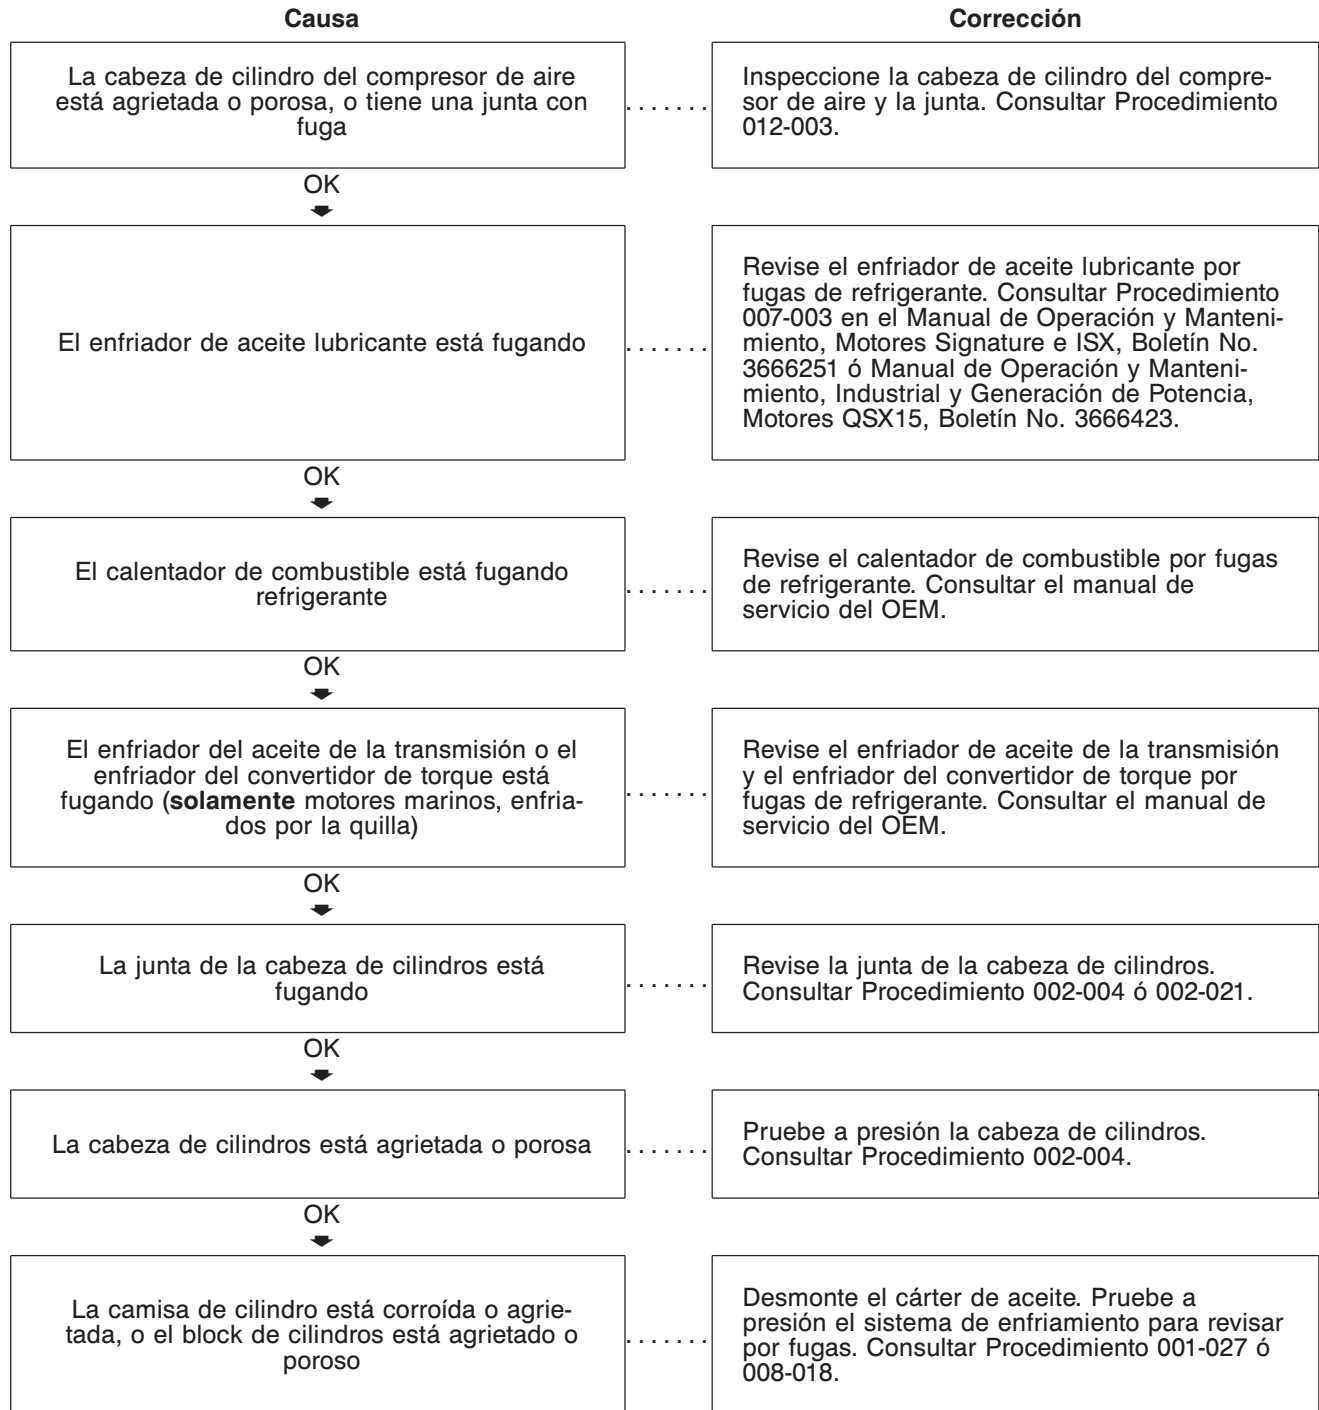 Causa
Corrección
La cabeza de cilindro del compresor de aire
está agrietada o porosa, o tiene una junta con
fuga
.......
Inspeccione la cabeza de cilindro del compre-
sor de aire y la junta. Consultar Procedimiento
012-003.
OK
El enfriador de aceite lubricante está fugando
.......
Revise el enfriador de aceite lubricante por
fugas de refrigerante. Consultar Procedimiento
007-003 en el Manual de Operación y Manteni-
miento, Motores Signature e ISX, Boletín No.
3666251 ó Manual de Operación y Manteni-
miento, Industrial y Generación de Potencia,
Motores QSX15, Boletín No. 3666423.
OK
El calentador de combustible está fugando
refrigerante
.......
Revise el calentador de combustible por fugas
de refrigerante. Consultar el manual de
servicio del OEM.
OK
El enfriador del aceite de la transmisión o el
enfriador del convertidor de torque está
fugando (solamente motores marinos, enfria-
dos por la quilla)
.......
Revise el enfriador de aceite de la transmisión
y el enfriador del convertidor de torque por
fugas de refrigerante. Consultar el manual de
servicio del OEM.
OK
La junta de la cabeza de cilindros está
fugando
.......
Revise la junta de la cabeza de cilindros.
Consultar Procedimiento 002-004 ó 002-021.
OK
La cabeza de cilindros está agrietada o porosa
.......
Pruebe a presión la cabeza de cilindros.
Consultar Procedimiento 002-004.
OK
La camisa de cilindro está corroída o agrie-
tada, o el block de cilindros está agrietado o
poroso
.......
Desmonte el cárter de aceite. Pruebe a
presión el sistema de enfriamiento para revisar
por fugas. Consultar Procedimiento 001-027 ó
008-018.